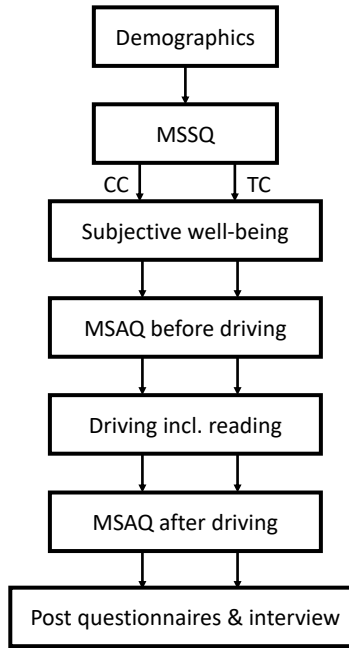 Demographics
MSSQ
CC TC
Subjective well-being
MSAQ before driving
Driving incl. reading
MSAQ after driving
Post questionnaires & interview